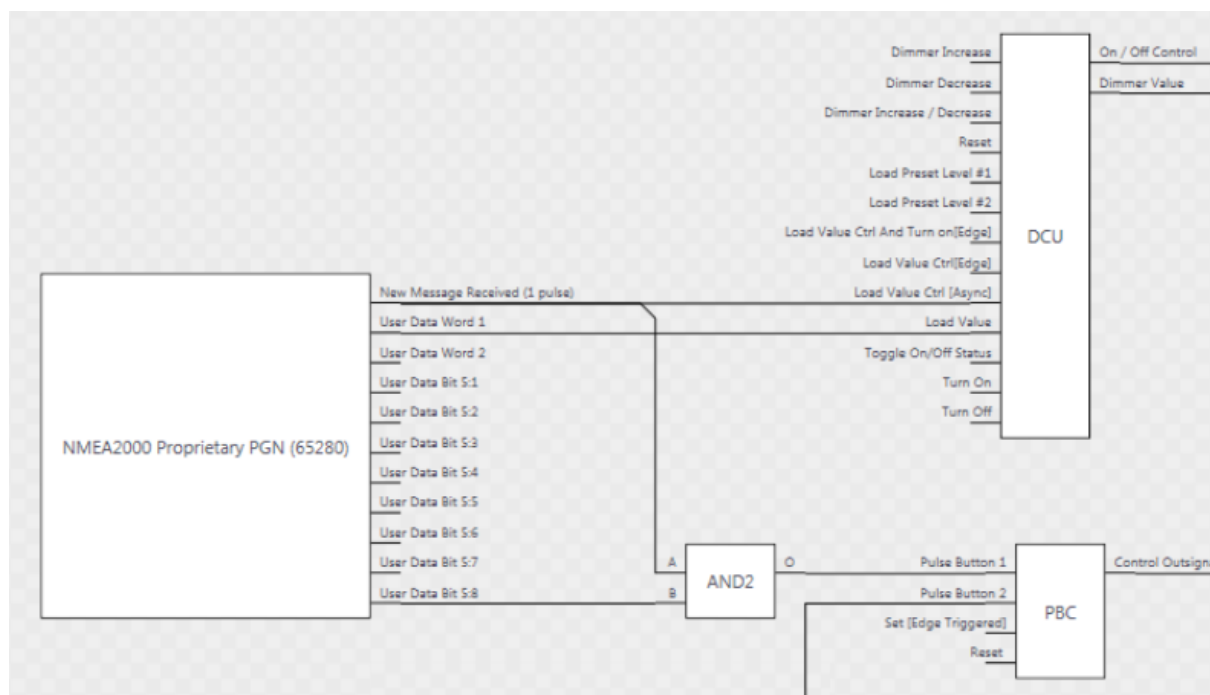 Dimmer Increase
Dimmer Decrease
Dimmer Increase / Decrease
Reset
Load Preset Level #1
Load Preset Level #2
Load Value Ctrl And Turn on[Edge]
Load Value Ctrl[Edge]
Load Value Ctrl [Async]
Load Value
Toggle On/Off Status
Turn On
Turn Off
DCU
On / Off Control
Dimmer Value
NMEA2000 Proprietary PGN (65280)
New Message Received (1 pulse)
User Data Word 1
User Data Word 2
User Data Bit 5:1
User Data Bit 5:2
User Data Bit 5:3
User Data Bit 5:4
User Data Bit 5:5
User Data Bit 5:6
User Data Bit 5:7
User Data Bit 5:8
A
B
AND2
O
Pulse Button 1
Pulse Button 2
Set [Edge Triggered]
Reset
PBC
Control Outsign